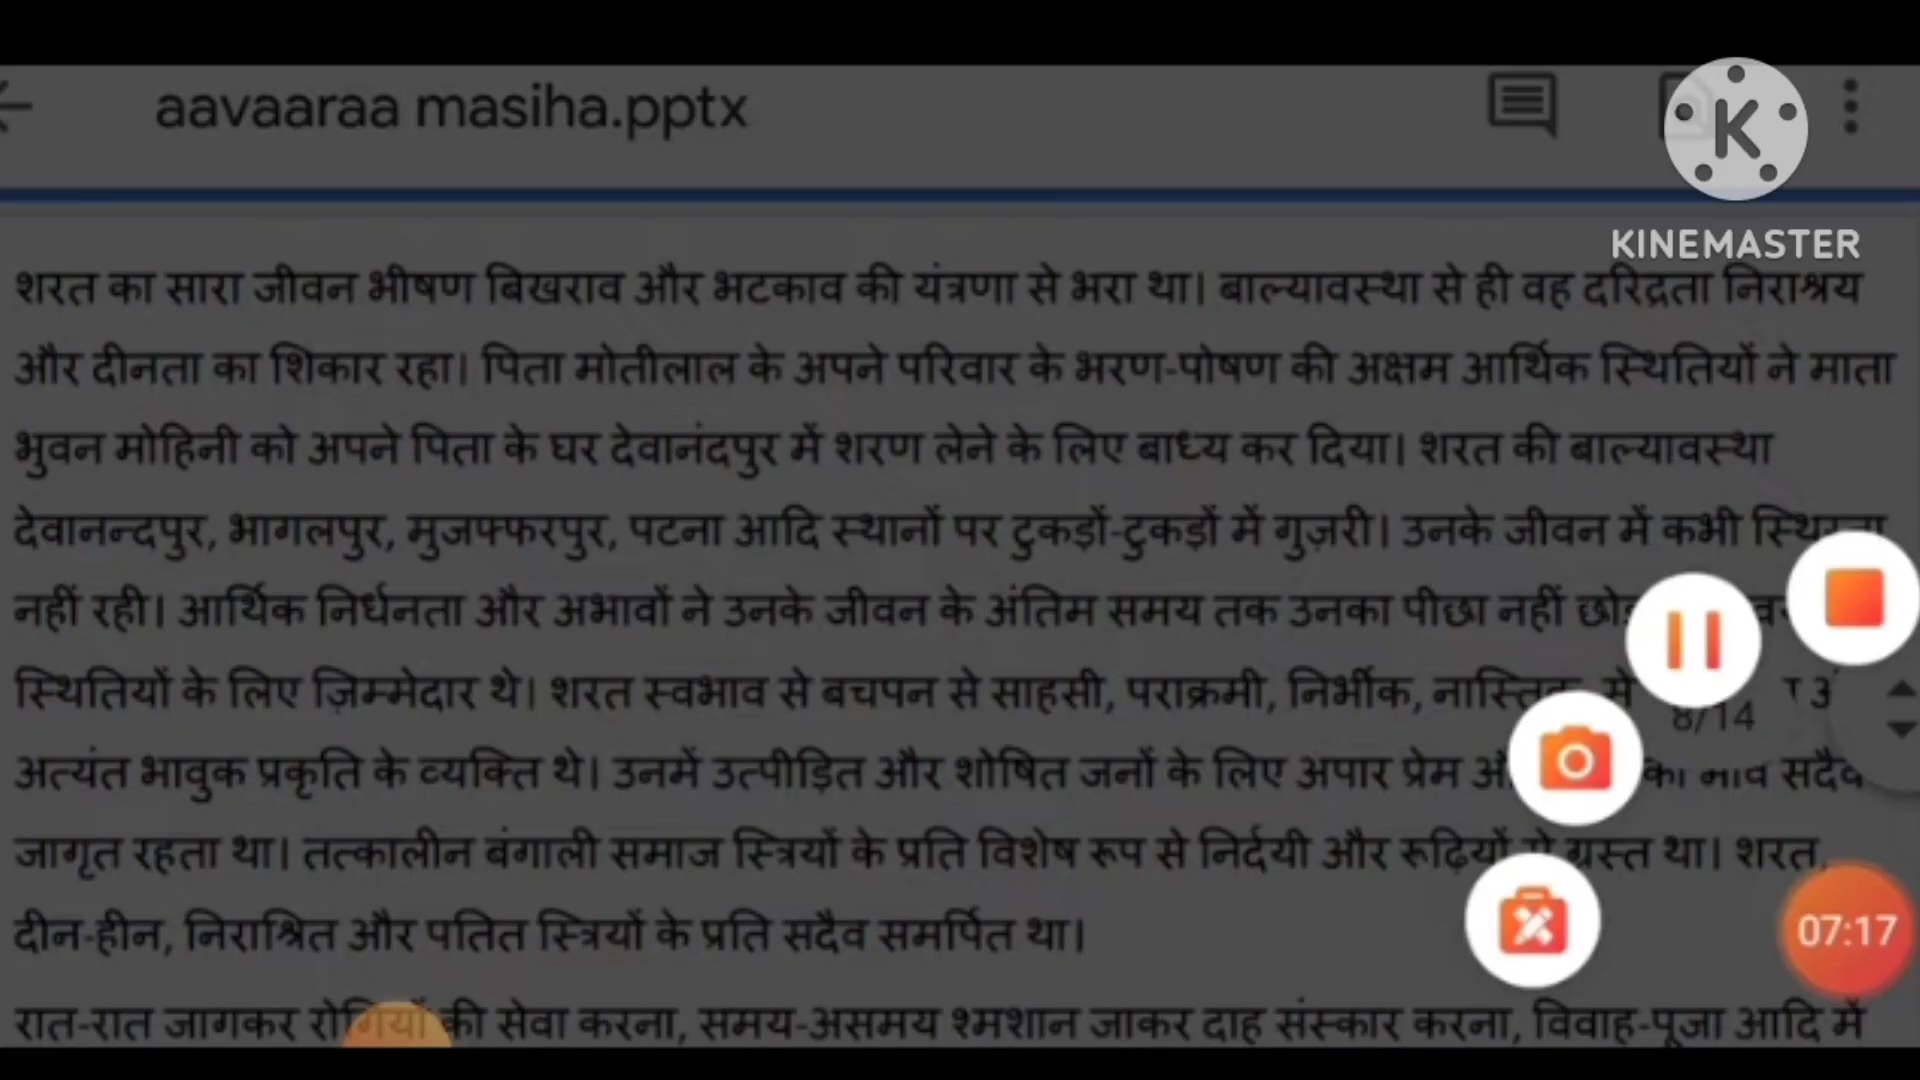 aavaaraa masiha.pptx
K
KINEMASTER
शरत का सारा जीवन भीषण बिखराव और भटकाव की यंत्रणा से भरा था। बाल्यावस्था से ही वह दरिद्रता निराश्रय
और दीनता का शिकार रहा। पिता मोतीलाल के अपने परिवार के भरण-पोषण की अक्षम आर्थिक स्थितियों ने माता
भुवन मोहिनी को अपने पिता के घर देवानंदपुर में शरण लेने के लिए बाध्य कर दिया। शरत की बाल्यावस्था
देवानन्दपुर, भागलपुर, मुजफ्फरपुर, पटना आदि स्थानों पर टुकड़ों-टुकड़ों में गुज़री। उनके जीवन में कभी
नहीं रही। आर्थिक निर्धनता और अभावों ने उनके जीवन के अंतिम समय तक उनका पीछा नहीं
स्थितियों के लिए ज़िम्मेदार थे। शरत स्वभाव से बचपन से साहसी, पराक्रमी, निर्भीक,
8/14
अत्यंत भावुक प्रकृति के व्यक्ति थे। उनमें उत्पीड़ित और शोषित जनों के लिए अपार प्रेम सदैव
जागृत रहता था। तत्कालीन बंगाली समाज स्त्रियों के प्रति विशेष रूप से निर्दयी और रूढ़ियों ग्रस्त था। शरत,
दीन-हीन, निराश्रित और पतित स्त्रियों के प्रति सदैव समर्पित था।
07:17
रात-रात जागकर रोगियों की सेवा करना, समय-असमय श्मशान जाकर दाह संस्कार करना, विवाह-पूजा आदि में